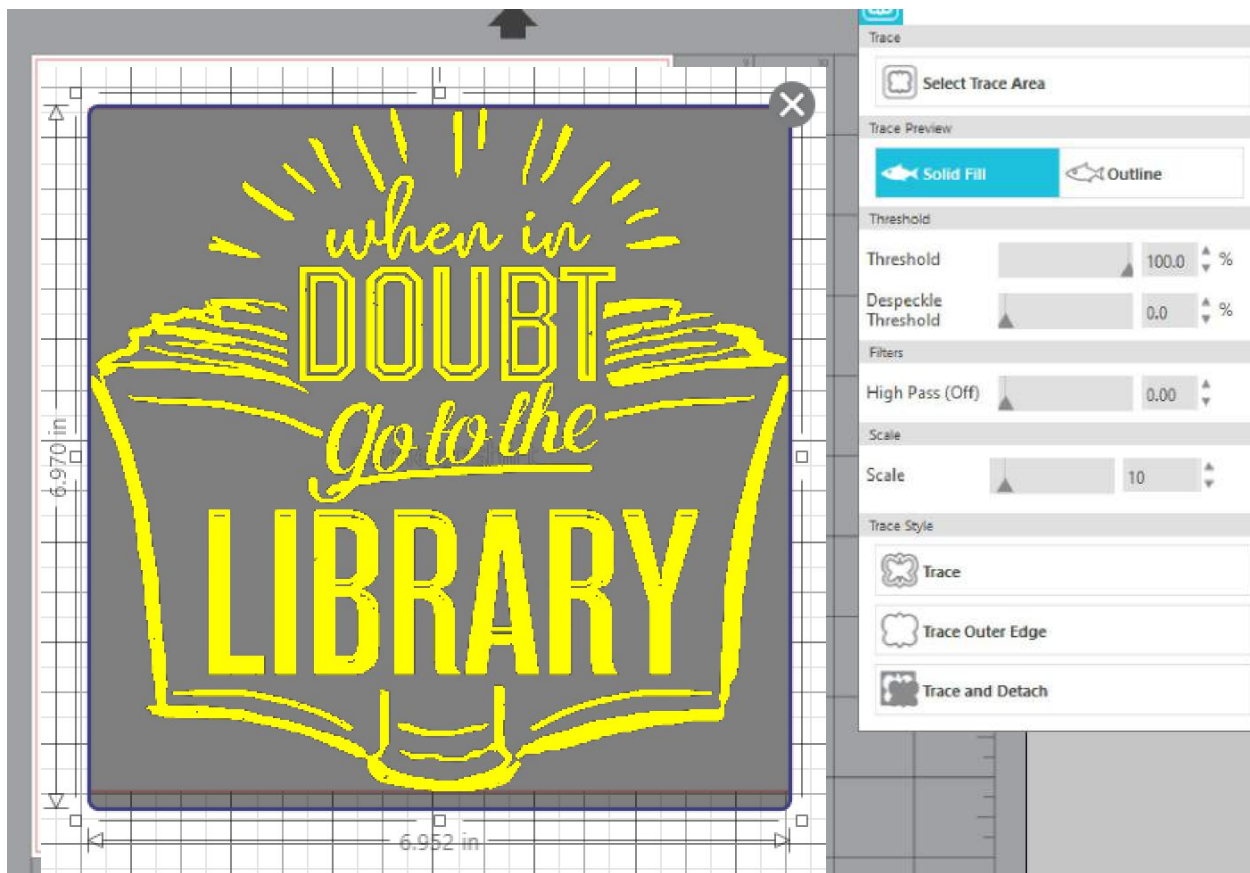 when in
DOUBT
go to the
LIBRARY
6.970 in
6.952 in
Trace
Select Trace Area
Trace Preview
Solid Fill
Outline
Threshold
Threshold
100.0
%
Despeckle
Threshold
0.0
%
Filters
High Pass (Off)
0.00
Scale
Scale
10
Trace Style
Trace
Trace Outer Edge
Trace and Detach